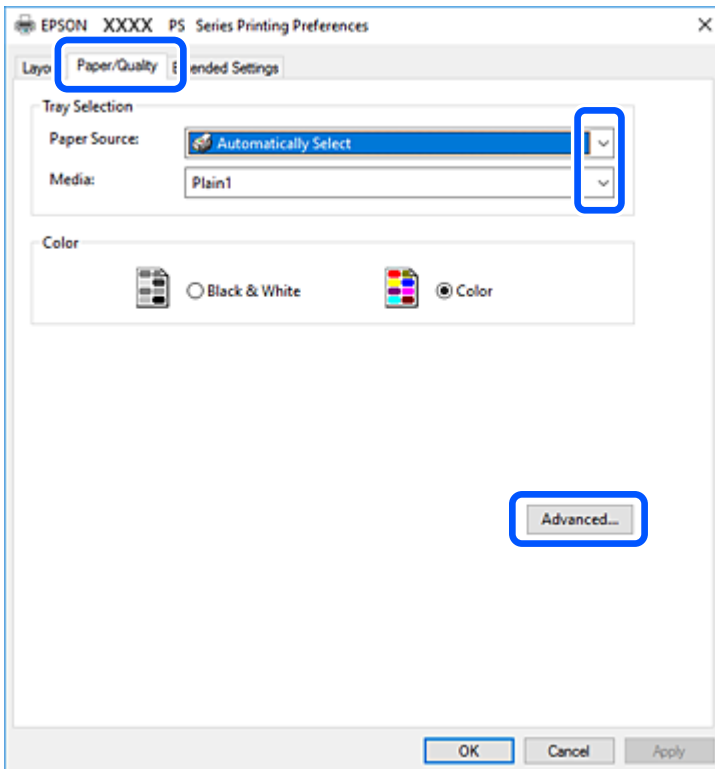 EPSON XXXX PS Series Printing Preferences
Paper/Quality
Tray Selection
Paper Source: Automatically Select
Media: Plain1
Color
Black & White Color
Advanced...
OK Cancel Apply